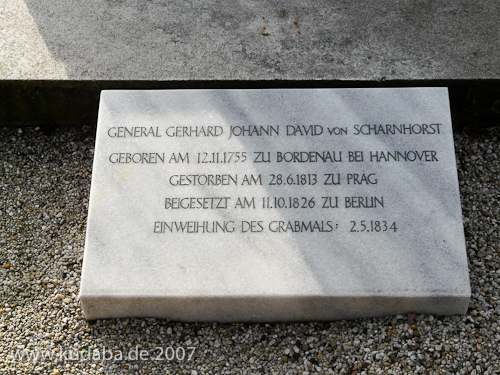 GENERAL GERHARD JOHANN DAVID von SCHARNHORST
GEBOREN AM 12.11.1755 ZU BORDENAU BEI HANNOVER
GESTORBEN AM 28.6.1813 ZU PRAG
BEIGESETZT AM 11.10.1826 ZU BERLIN
EINWEIHUNG DES GRABMALS: 2.5.1834
www.kudaba.de 2007